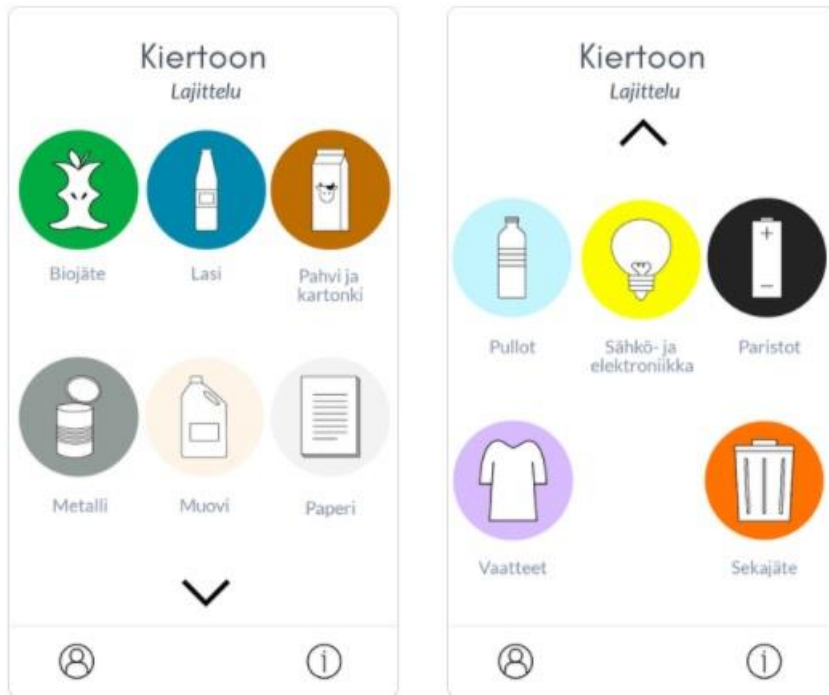 Kiertoon
Lajittelu
Biojäte
Lasi
Pahvi ja
kartonki
Metalli
Muovi
Paperi
Kiertoon
Lajittelu
Pullot
Sähkö- ja
elektroniikka
Paristot
Vaatteet
Sekajäte